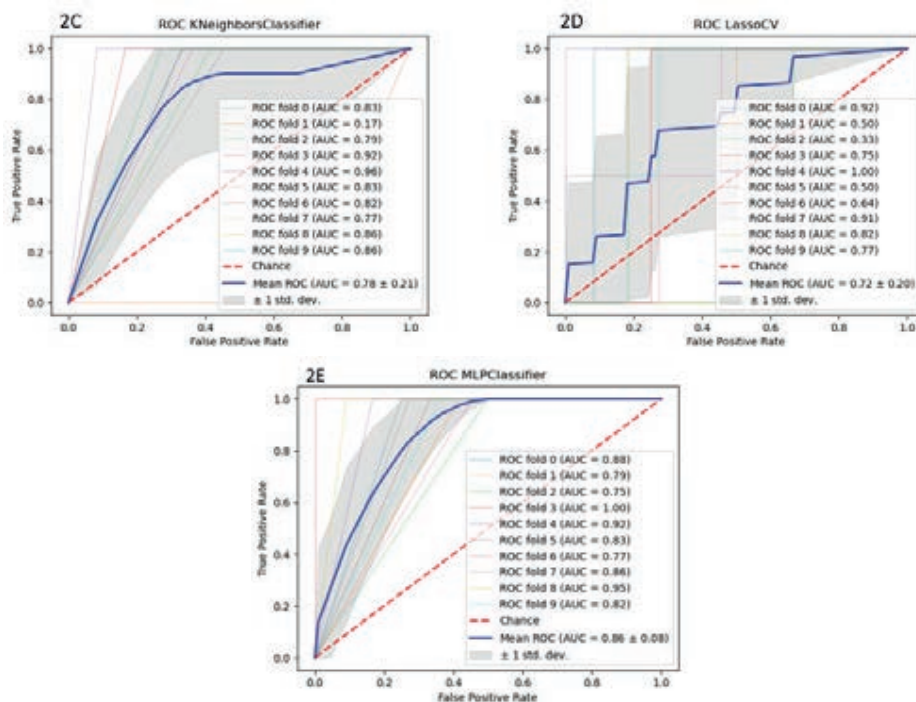 2C
ROC KNeighborsClassifier
1.0
0.8
0.6
0.4
0.2
0.0
True Positive Rate
ROC fold 0 (AUC = 0.83)
ROC fold 1 (AUC = 0.17)
ROC fold 2 (AUC = 0.79)
ROC fold 3 (AUC = 0.92)
ROC fold 4 (AUC = 0.96)
ROC fold 5 (AUC = 0.83)
ROC fold 6 (AUC = 0.82)
ROC fold 7 (AUC = 0.77)
ROC fold 8 (AUC = 0.86)
ROC fold 9 (AUC = 0.86)
Chance
Mean ROC (AUC = 0.78 ± 0.21)
± 1 std. dev.
0.0 0.2 0.4 0.6 0.8 1.0
False Positive Rate
2D
ROC LassoCV
1.0
0.8
0.6
0.4
0.2
0.0
True Positive Rate
ROC fold 0 (AUC = 0.92)
ROC fold 1 (AUC = 0.50)
ROC fold 2 (AUC = 0.33)
ROC fold 3 (AUC = 0.75)
ROC fold 4 (AUC = 1.00)
ROC fold 5 (AUC = 0.50)
ROC fold 6 (AUC = 0.64)
ROC fold 7 (AUC = 0.91)
ROC fold 8 (AUC = 0.82)
ROC fold 9 (AUC = 0.77)
Chance
Mean ROC (AUC = 0.72 ± 0.20)
± 1 std. dev.
0.0 0.2 0.4 0.6 0.8 1.0
False Positive Rate
2E
ROC MLPClassifier
1.0
0.8
0.6
0.4
0.2
0.0
True Positive Rate
ROC fold 0 (AUC = 0.88)
ROC fold 1 (AUC = 0.79)
ROC fold 2 (AUC = 0.75)
ROC fold 3 (AUC = 1.00)
ROC fold 4 (AUC = 0.92)
ROC fold 5 (AUC = 0.83)
ROC fold 6 (AUC = 0.77)
ROC fold 7 (AUC = 0.86)
ROC fold 8 (AUC = 0.95)
ROC fold 9 (AUC = 0.82)
Chance
Mean ROC (AUC = 0.86 ± 0.08)
± 1 std. dev.
0.0 0.2 0.4 0.6 0.8 1.0
False Positive Rate